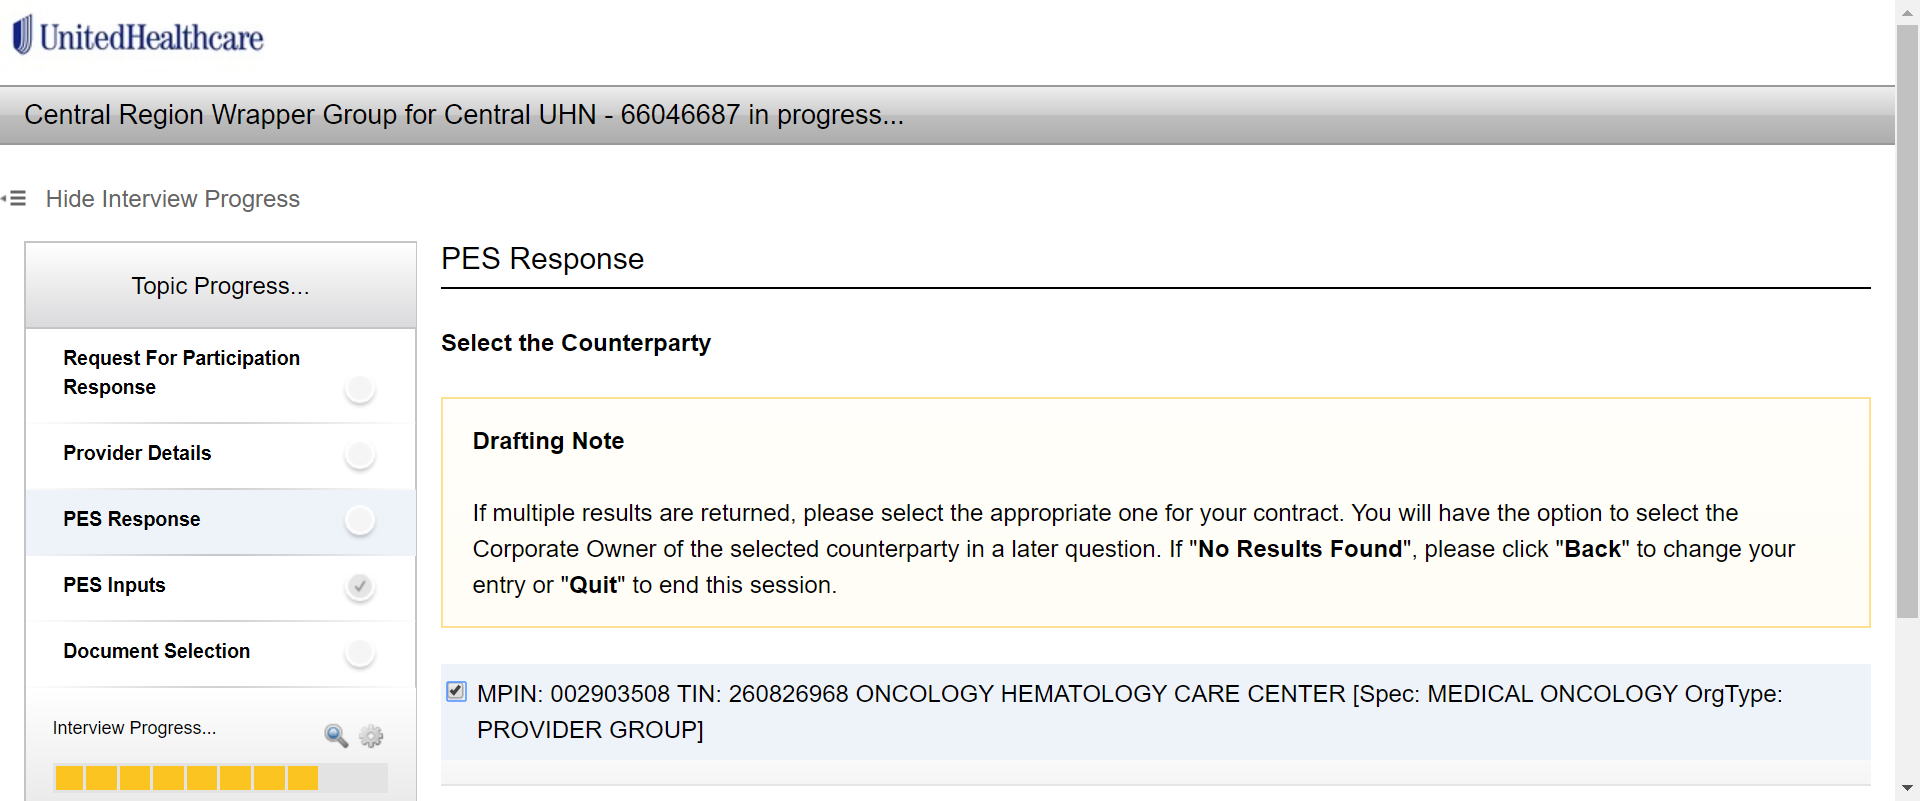 UnitedHealthcare
Central Region Wrapper Group for Central UHN - 66046687 in progress...
Hide Interview Progress
Topic Progress...
Request For Participation
Response
Provider Details
PES Response
PES Inputs
Document Selection
Interview Progress...
PES Response
Select the Counterparty
Drafting Note
If multiple results are returned, please select the appropriate one for your contract. You will have the option to select the
Corporate Owner of the selected counterparty in a later question. If "No Results Found", please click "Back" to change your
entry or "Quit" to end this session.
MPIN: 002903508 TIN: 260826968 ONCOLOGY HEMATOLOGY CARE CENTER [Spec: MEDICAL ONCOLOGY OrgType:
PROVIDER GROUP]